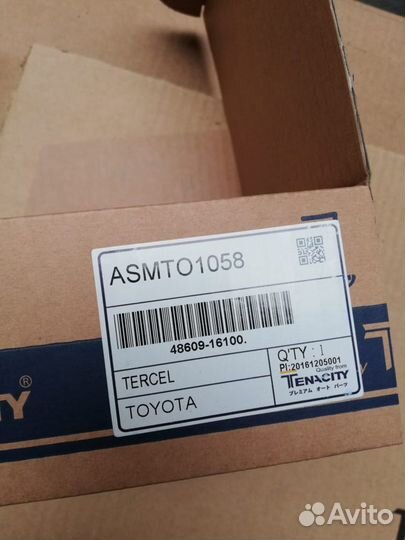 ASMTO1058
48609-16100.
TERCEL
TOYOTA
Q'TY : 1
PI:20161205001
Quality from
TENACITY
プレミアム オート パーツ
TY®
Avito